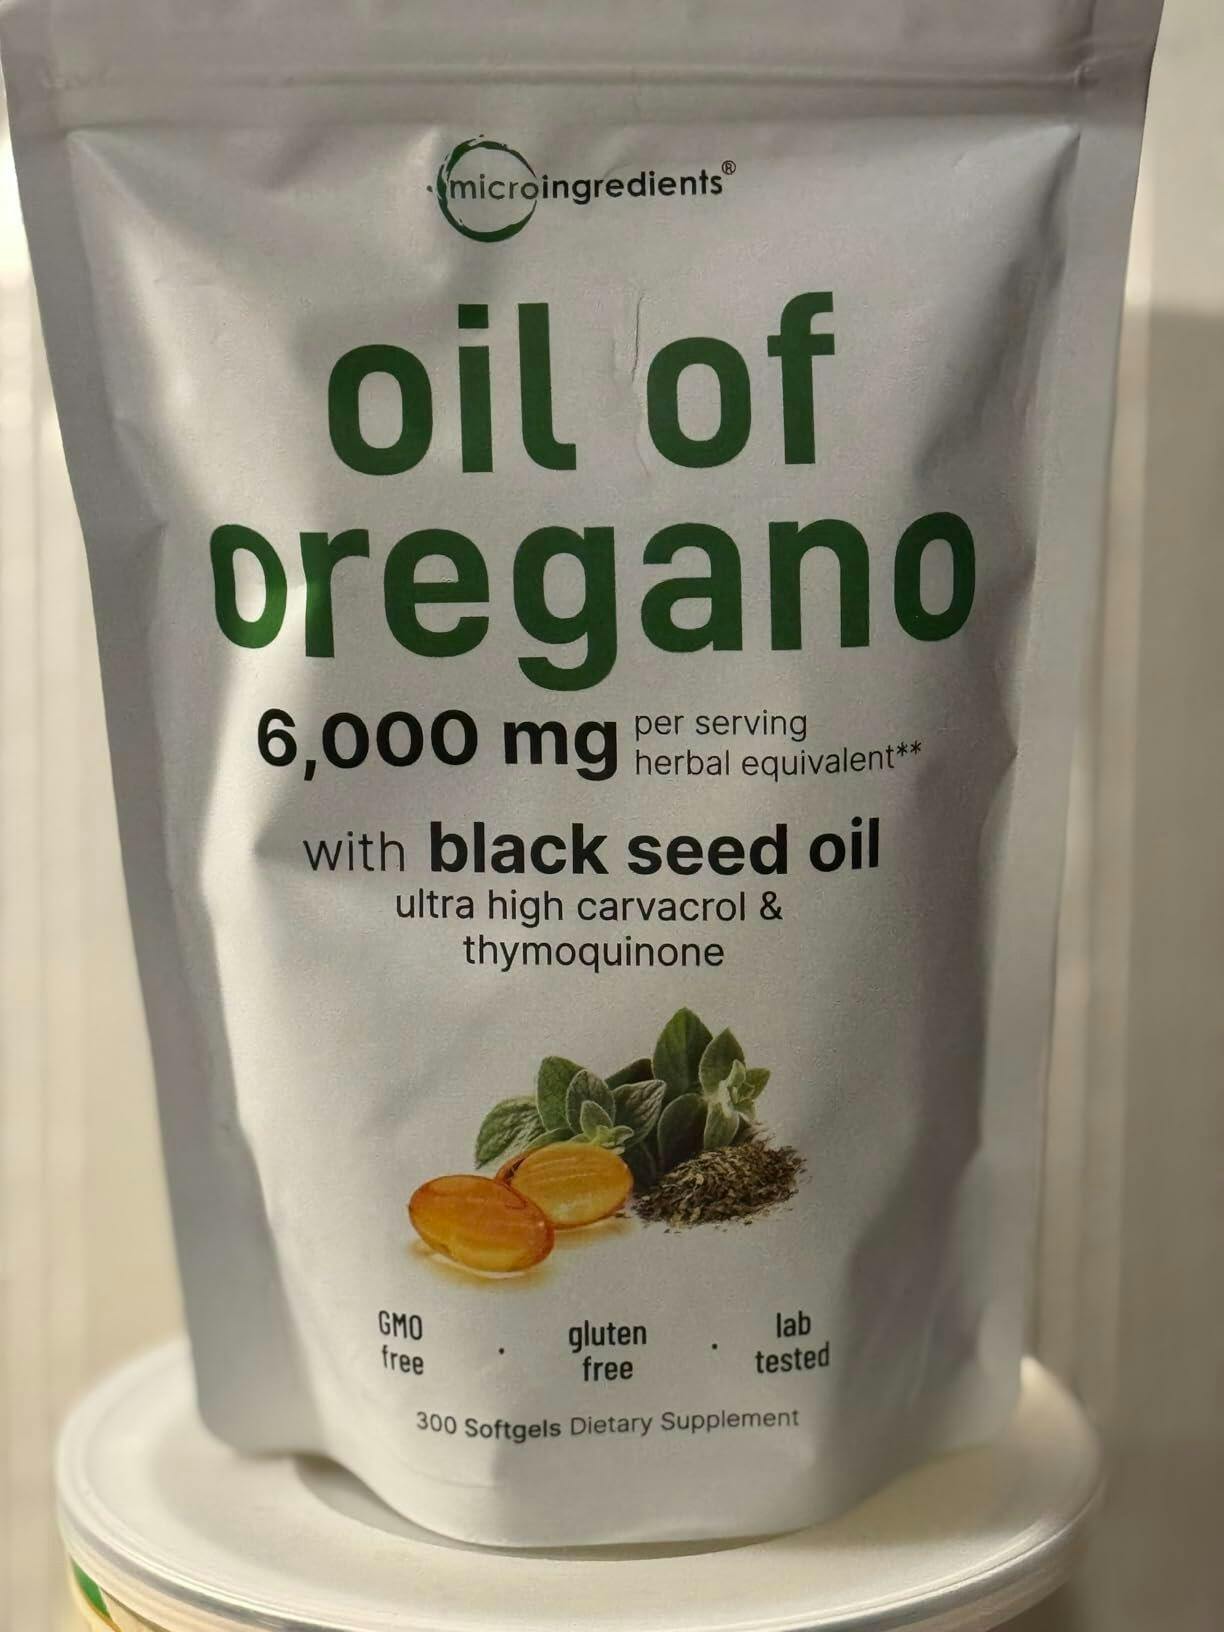 microingredients®
oil of
oregano
6,000 mg per serving
herbal equivalent**
with black seed oil
ultra high carvacrol &
thymoquinone
GMO
free
·
gluten
free
·
lab
tested
300 Softgels Dietary Supplement